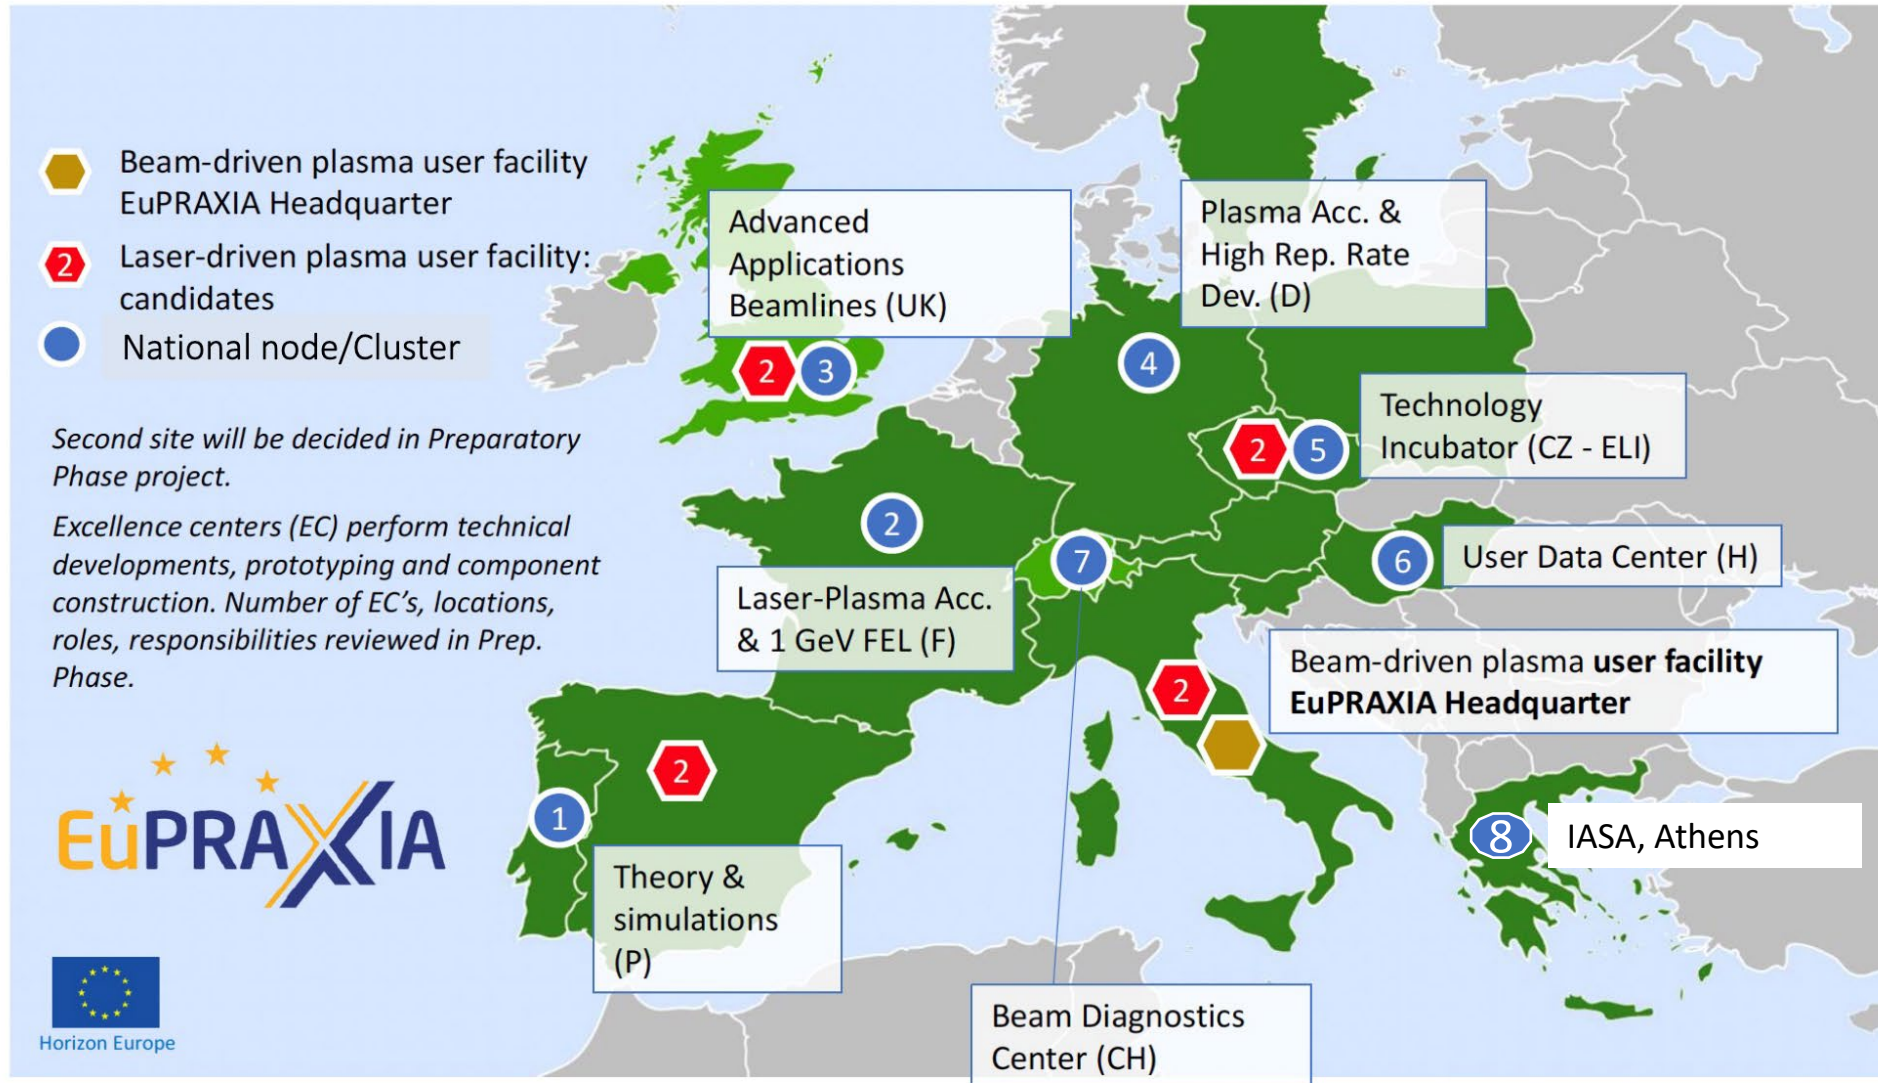 Beam-driven plasma user facility
EuPRAXIA Headquarter
2
Laser-driven plasma user facility:
candidates
National node/Cluster
Second site will be decided in Preparatory
Phase project.
Excellence centers (EC) perform technical
developments, prototyping and component
construction. Number of EC’s, locations,
roles, responsibilities reviewed in Prep.
Phase.
EuPRAXIA
Horizon Europe
Advanced
Applications
Beamlines (UK)
2
3
Plasma Acc. &
High Rep. Rate
Dev. (D)
4
Technology
Incubator (CZ - ELI)
2
5
2
Laser-Plasma Acc.
& 1 GeV FEL (F)
7
6
User Data Center (H)
Beam-driven plasma user facility
EuPRAXIA Headquarter
2
2
1
Theory &
simulations
(P)
8
IASA, Athens
Beam Diagnostics
Center (CH)